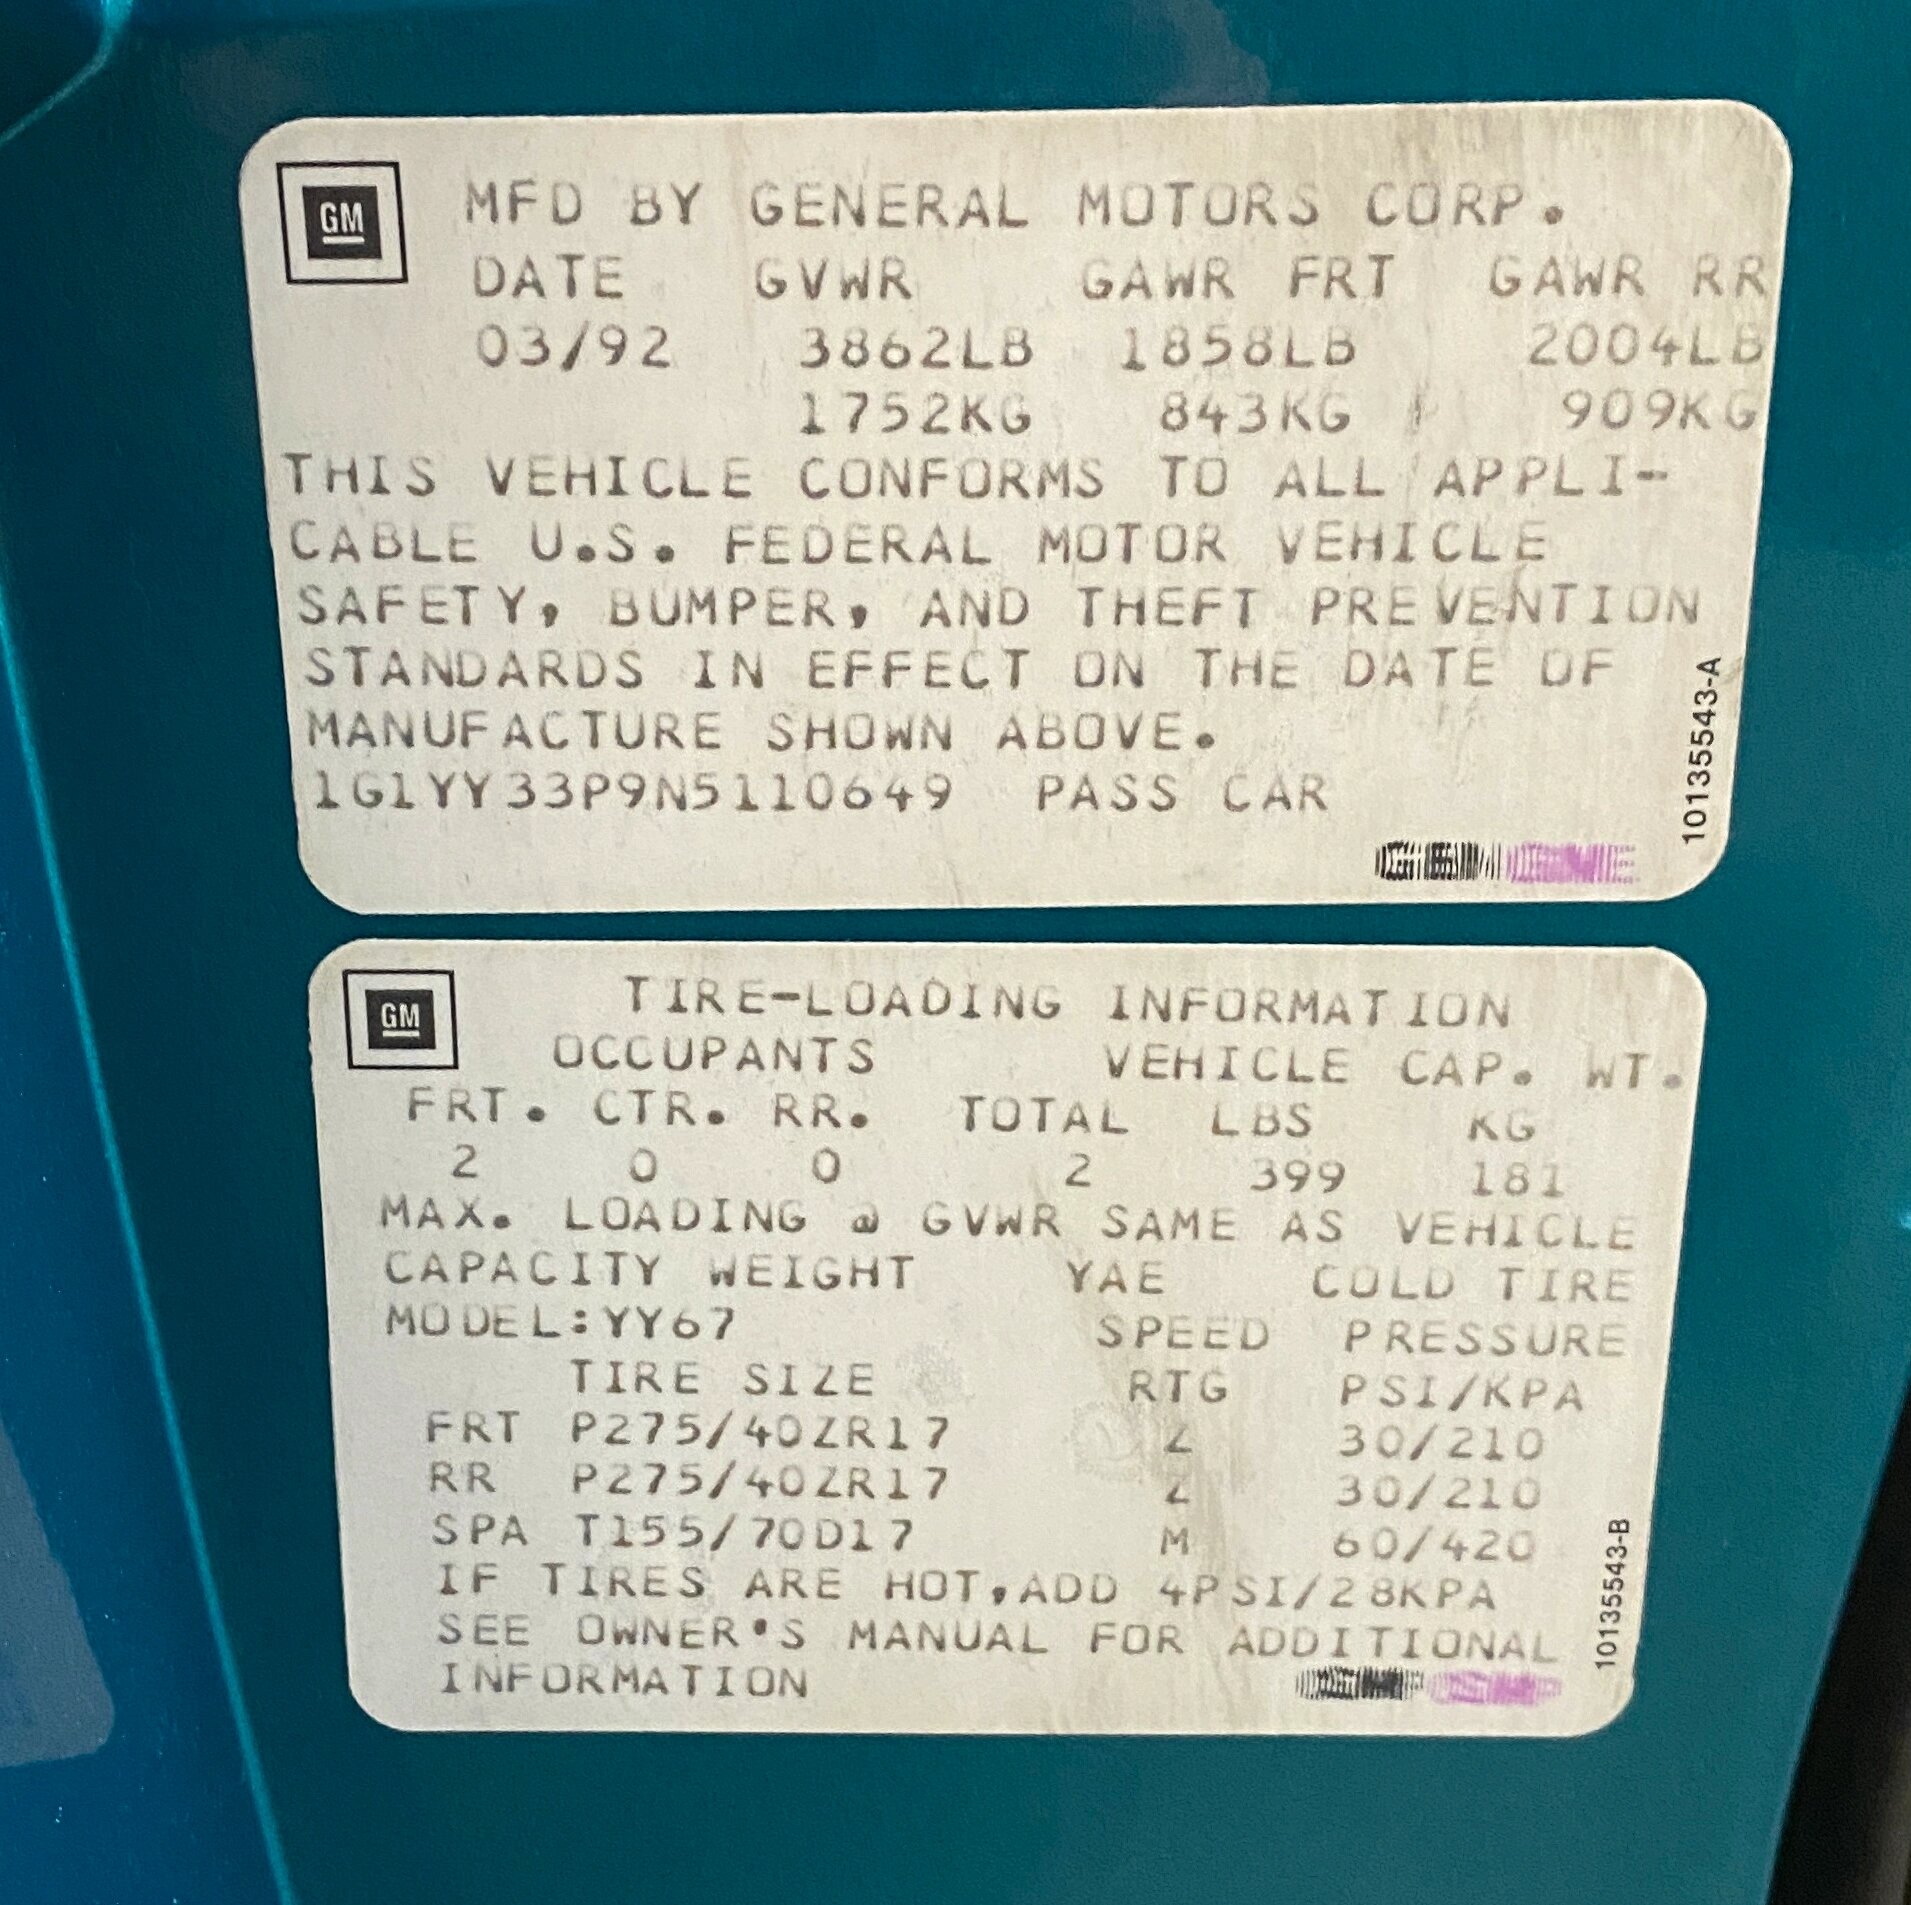 GM
MFD BY GENERAL MOTORS CORP.
DATE GVWR GAWR FRT GAWR RR
03/92 3862LB 1858LB 2004LB
1752KG 843KG 909KG
THIS VEHICLE CONFORMS TO ALL APPLI-
CABLE U.S. FEDERAL MOTOR VEHICLE
SAFETY, BUMPER, AND THEFT PREVENTION
STANDARDS IN EFFECT ON THE DATE OF
MANUFACTURE SHOWN ABOVE.
1G1YY33P9N5110649 PASS CAR
10135543-A
GM
TIRE-LOADING INFORMATION
OCCUPANTS VEHICLE CAP. WT.
FRT. CTR. RR. TOTAL LBS KG
2 0 0 2 399 181
MAX. LOADING @ GVWR SAME AS VEHICLE
CAPACITY WEIGHT YAE COLD TIRE
MODEL:YY67 SPEED PRESSURE
TIRE SIZE RTG PSI/KPA
FRT P275/40ZR17 Z 30/210
RR P275/40ZR17 Z 30/210
SPA T155/70D17 M 60/420
IF TIRES ARE HOT,ADD 4PSI/28KPA
SEE OWNER'S MANUAL FOR ADDITIONAL
INFORMATION
10135543-B